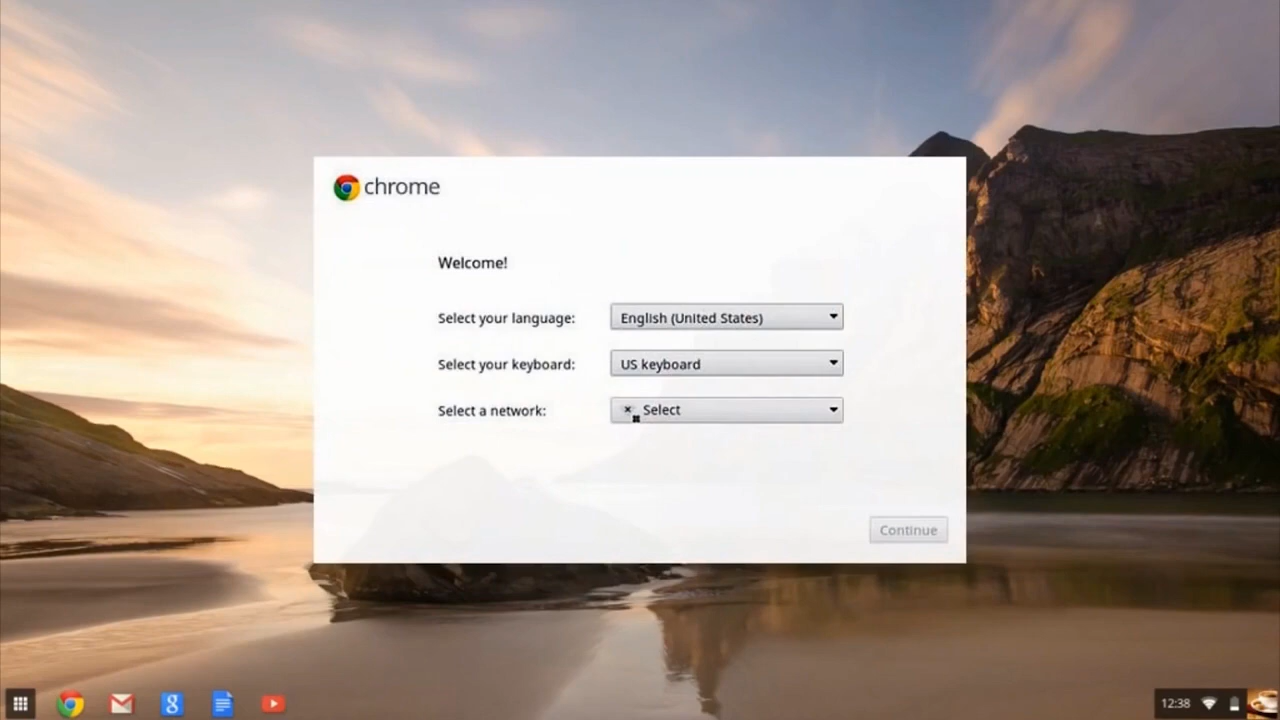 chrome
Welcome!
Select your language: English (United States)
Select your keyboard: US keyboard
Select a network: Select
Continue
8
12:38